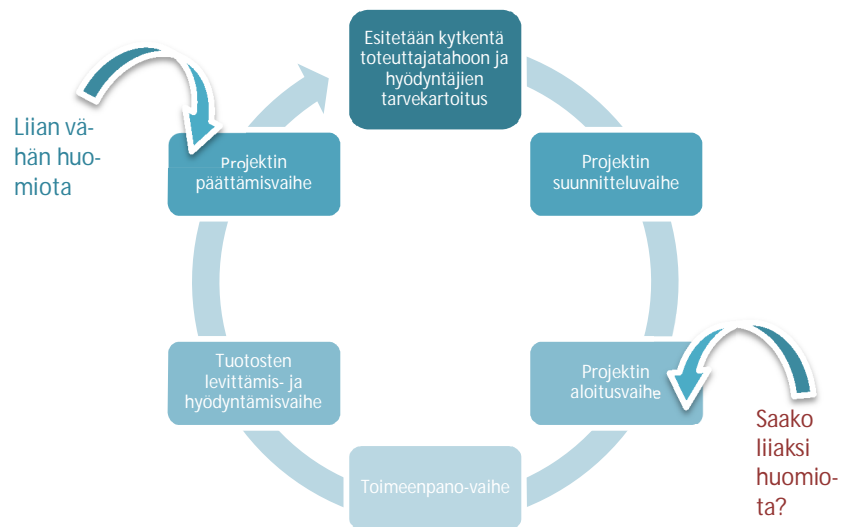 Esitetään kytkentä
toteuttajatahoon ja
hyödyntäjien
tarvekartoitus
Projektin
suunnitteluvaihe
Projektin
aloitusvaihe
Saako
liiaksi
huomio-
ta?
Toimeenpano-vaihe
Tuotosten
levittämis- ja
hyödyntämisvaihe
Projektin
päättämisvaihe
Liian vä-
hän huo-
miota